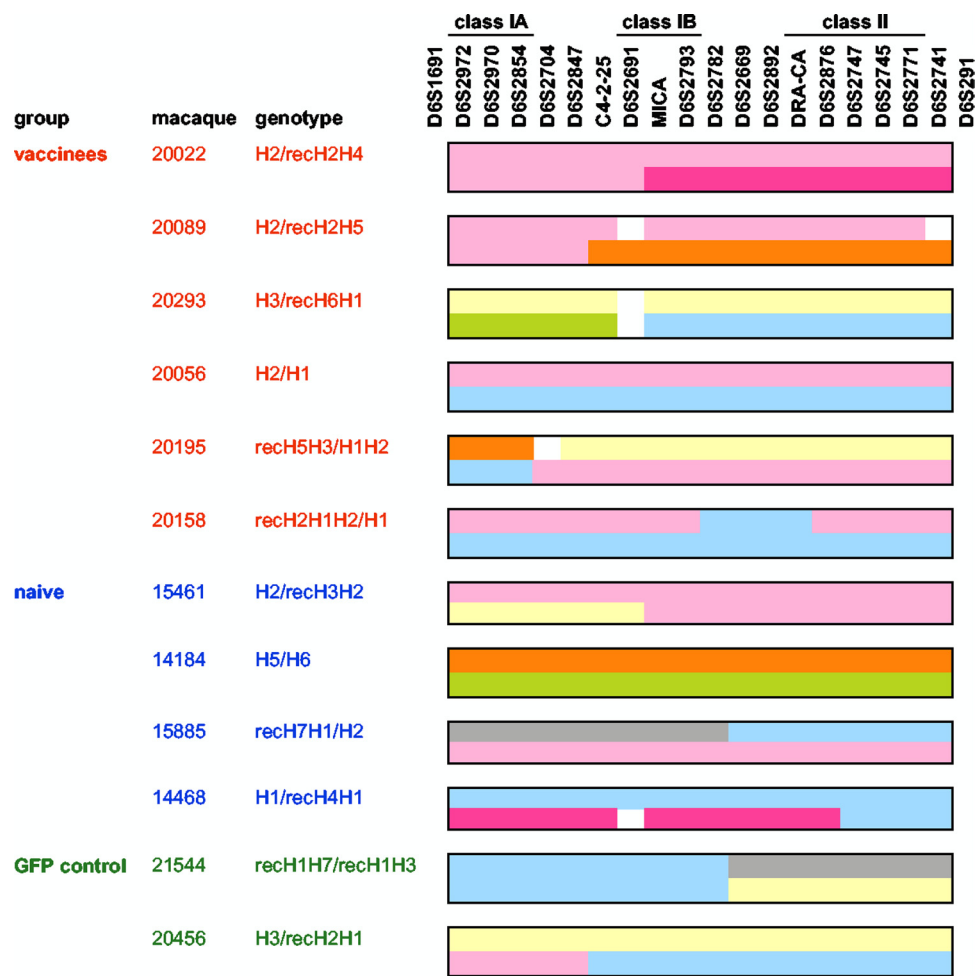 class IA class IB class II
D6S1691 D6S2972 D6S2970 D6S2854 D6S2704 D6S2847 C4-2-25 D6S2691 MICA D6S2793 D6S2782 D6S2669 D6S2892 DRA-CA D6S2876 D6S2747 D6S2745 D6S2771 D6S2741 D6S291
group macaque genotype
vaccinees 20022 H2/recH2H4
20089 H2/recH2H5
20293 H3/recH6H1
20056 H2/H1
20195 recH5H3/H1H2
20158 recH2H1H2/H1
naive 15461 H2/recH3H2
14184 H5/H6
15885 recH7H1/H2
14468 H1/recH4H1
GFP control 21544 recH1H7/recH1H3
20456 H3/recH2H1